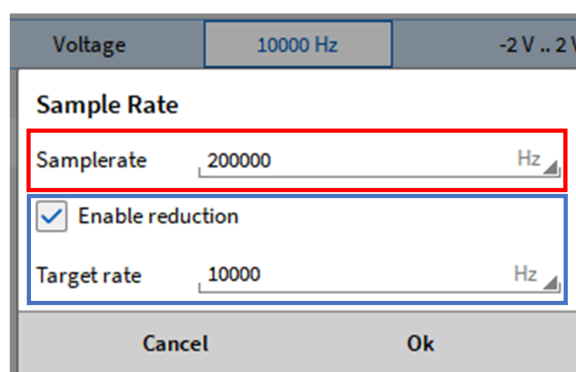 Voltage 10000 Hz -2 V .. 2 V
Sample Rate
Samplerate 200000 Hz
Enable reduction
Target rate 10000 Hz
Cancel Ok